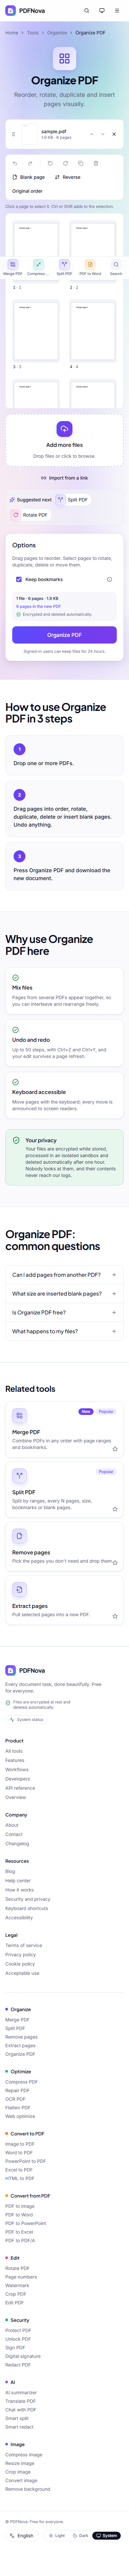 PDFNova
Home > Tools > Organize > Organize PDF
Organize PDF
Reorder, rotate, duplicate and insert
pages visually.
sample.pdf
1.9 KB · 6 pages
Blank page
Reverse
Original order
Click a page to select it. Ctrl or Shift adds to the selection.
Merge PDF
Compress ...
Split PDF
PDF to Word
Search
1 · 1
2 · 2
3 · 3
4 · 4
Add more files
Drop files or click to browse.
Import from a link
Suggested next
Split PDF
Rotate PDF
Options
Drag pages to reorder. Select pages to rotate,
duplicate, delete or move them.
Keep bookmarks
1 file · 6 pages · 1.9 KB
6 pages in the new PDF
Encrypted and deleted automatically.
Organize PDF
Signed-in users can keep files for 24 hours.
How to use Organize
PDF in 3 steps
1
Drop one or more PDFs.
2
Drag pages into order, rotate,
duplicate, delete or insert blank pages.
Undo anything.
3
Press Organize PDF and download the
new document.
Why use Organize
PDF here
Mix files
Pages from several PDFs appear together, so
you can interleave and rearrange freely.
Undo and redo
Up to 50 steps, with Ctrl+Z and Ctrl+Y, and
your edit survives a page refresh.
Keyboard accessible
Move pages with the keyboard; every move is
announced to screen readers.
Your privacy
Your files are encrypted while stored,
processed in an isolated sandbox and
deleted automatically after one hour.
Nobody looks at them, and their contents
never reach our logs.
Organize PDF:
common questions
Can I add pages from another PDF?
What size are inserted blank pages?
Is Organize PDF free?
What happens to my files?
Related tools
New
Popular
Merge PDF
Combine PDFs in any order with page ranges
and bookmarks.
Popular
Split PDF
Split by ranges, every N pages, size,
bookmarks or blank pages.
Remove pages
Pick the pages you don't need and drop them.
Extract pages
Pull selected pages into a new PDF.
PDFNova
Every document task, done beautifully. Free
for everyone.
Files are encrypted at rest and
deleted automatically.
System status
Product
All tools
Features
Workflows
Developers
API reference
Overview
Company
About
Contact
Changelog
Resources
Blog
Help center
How it works
Security and privacy
Keyboard shortcuts
Accessibility
Legal
Terms of service
Privacy policy
Cookie policy
Acceptable use
Organize
Merge PDF
Split PDF
Remove pages
Extract pages
Organize PDF
Optimize
Compress PDF
Repair PDF
OCR PDF
Flatten PDF
Web optimize
Convert to PDF
Image to PDF
Word to PDF
PowerPoint to PDF
Excel to PDF
HTML to PDF
Convert from PDF
PDF to image
PDF to Word
PDF to PowerPoint
PDF to Excel
PDF to PDF/A
Edit
Rotate PDF
Page numbers
Watermark
Crop PDF
Edit PDF
Security
Protect PDF
Unlock PDF
Sign PDF
Digital signature
Redact PDF
AI
AI summarizer
Translate PDF
Chat with PDF
Smart split
Smart redact
Image
Compress image
Resize image
Crop image
Convert image
Remove background
© PDFNova. Free for everyone.
English
Light
Dark
System